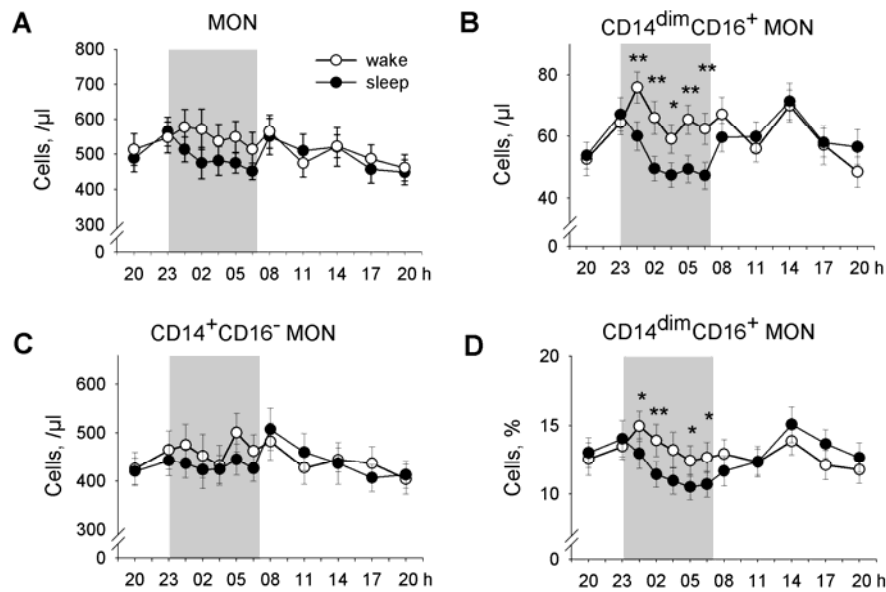 A
MON
800
700
600
500
400
300
0
Cells, /µl
wake
sleep
20 23 02 05 08 11 14 17 20 h
B
CD14dimCD16+ MON
80
60
40
0
Cells, /µl
** ** * ** **
20 23 02 05 08 11 14 17 20 h
C
CD14+CD16- MON
600
500
400
300
0
Cells, /µl
20 23 02 05 08 11 14 17 20 h
D
CD14dimCD16+ MON
20
15
10
0
Cells, %
* ** * *
20 23 02 05 08 11 14 17 20 h